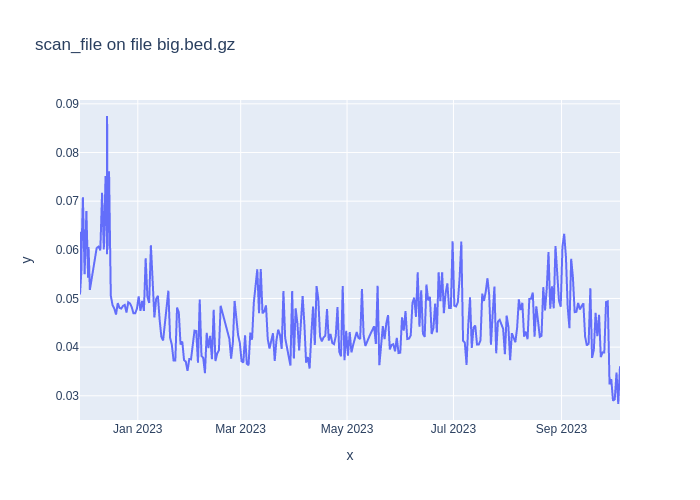 scan_file on file big.bed.gz
0.09
0.08
0.07
0.06
0.05
0.04
0.03
y
Jan 2023
Mar 2023
May 2023
Jul 2023
Sep 2023
x